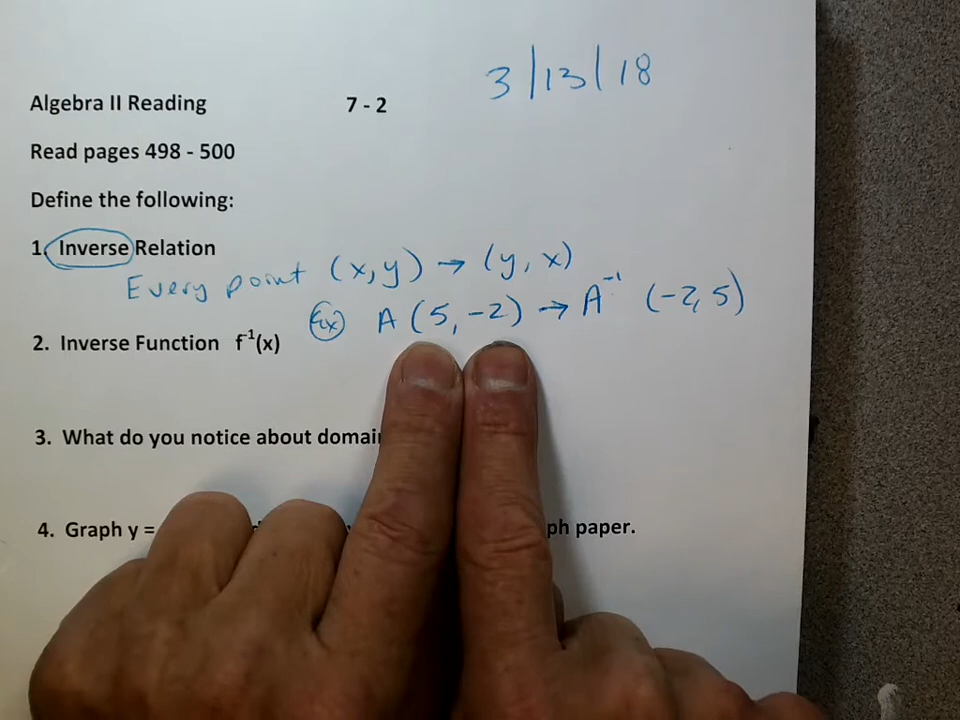 3/13/18
Algebra II Reading 7 - 2
Read pages 498 - 500
Define the following:
1. Inverse Relation
Every point (x,y) → (y, x)
Ex A (5, -2) → A⁻¹ (-2, 5)
2. Inverse Function f⁻¹(x)
3. What do you notice about
4. Graph y = paper.